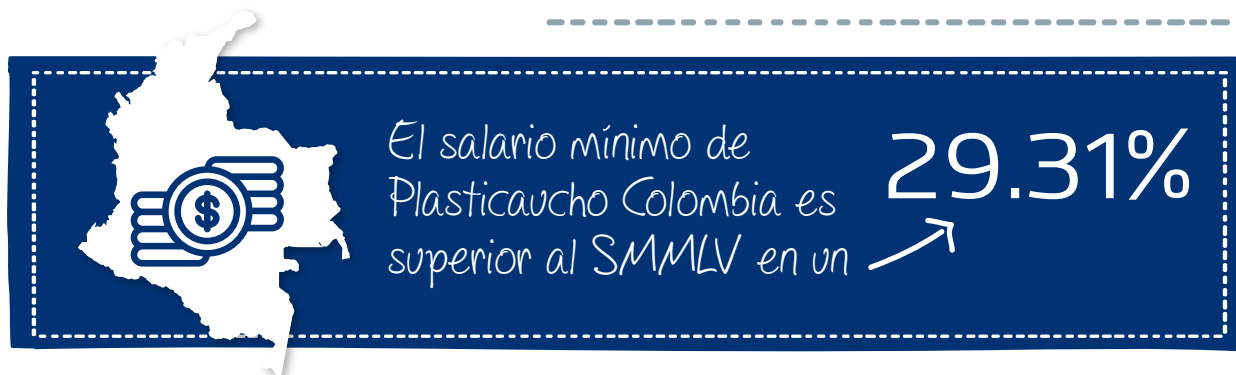 El salario mínimo de
Plasticaucho Colombia es
superior al SMMLV en un
29.31%
$